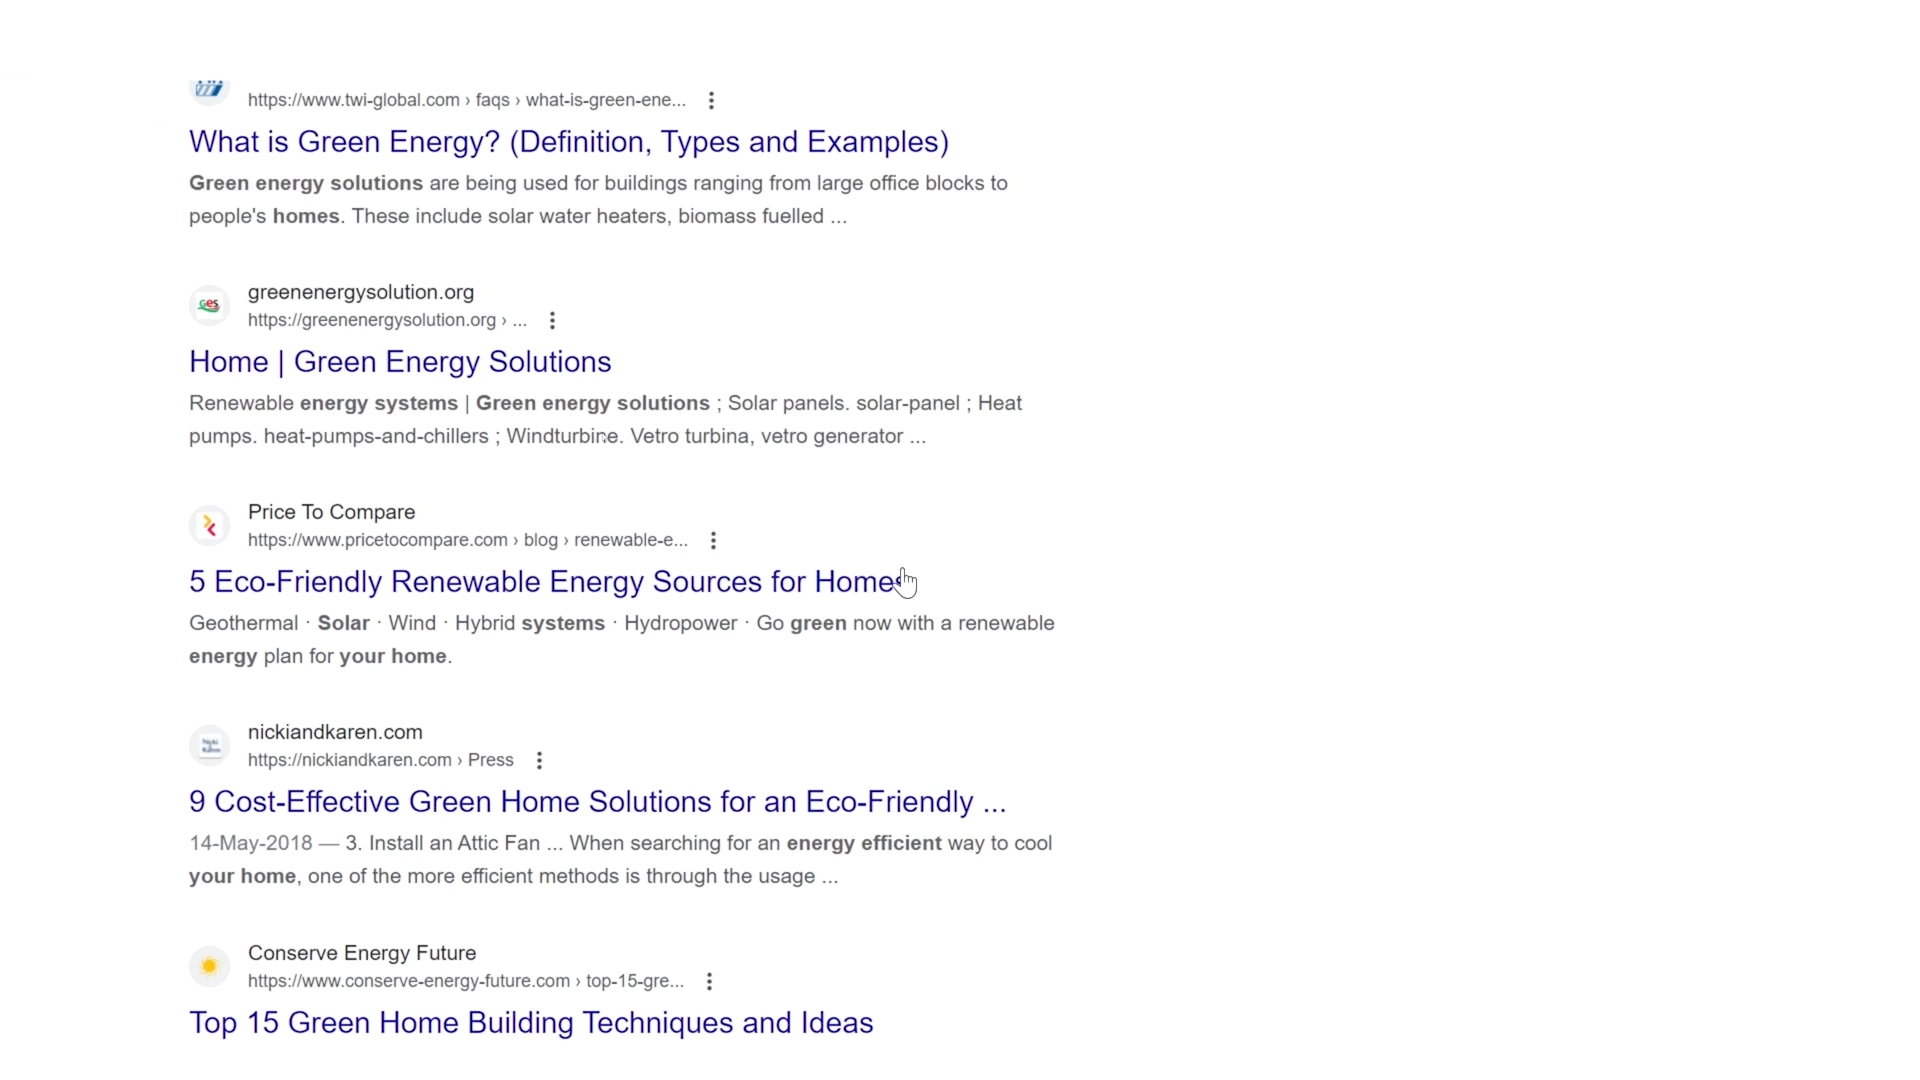 https://www.twi-global.com › faqs › what-is-green-ene...
What is Green Energy? (Definition, Types and Examples)
Green energy solutions are being used for buildings ranging from large office blocks to
people's homes. These include solar water heaters, biomass fuelled ...
GES
greenenergysolution.org
https://greenenergysolution.org › ...
Home | Green Energy Solutions
Renewable energy systems | Green energy solutions ; Solar panels. solar-panel ; Heat
pumps. heat-pumps-and-chillers ; Windturbine. Vetro turbina, vetro generator ...
Price To Compare
https://www.pricetocompare.com › blog › renewable-e...
5 Eco-Friendly Renewable Energy Sources for Homes
Geothermal · Solar · Wind · Hybrid systems · Hydropower · Go green now with a renewable
energy plan for your home.
nickiandkaren.com
https://nickiandkaren.com › Press
9 Cost-Effective Green Home Solutions for an Eco-Friendly ...
14-May-2018 — 3. Install an Attic Fan ... When searching for an energy efficient way to cool
your home, one of the more efficient methods is through the usage ...
Conserve Energy Future
https://www.conserve-energy-future.com › top-15-gre...
Top 15 Green Home Building Techniques and Ideas